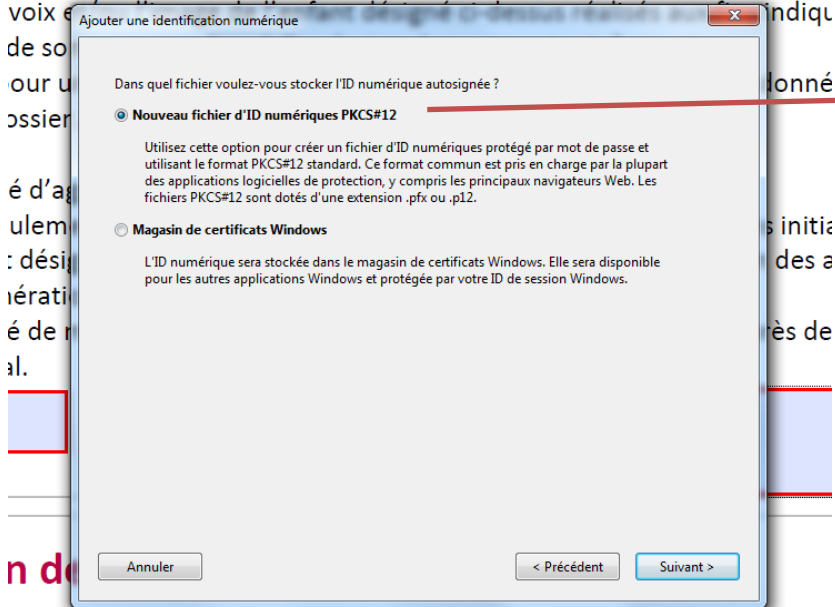 voix e
indiqu
Ajouter une identification numérique
de so
our u
donné
ossier
Dans quel fichier voulez-vous stocker l'ID numérique autosignée ?
Nouveau fichier d'ID numériques PKCS#12
Utilisez cette option pour créer un fichier d'ID numériques protégé par mot de passe et
utilisant le format PKCS#12 standard. Ce format commun est pris en charge par la plupart
des applications logicielles de protection, y compris les principaux navigateurs Web. Les
fichiers PKCS#12 sont dotés d'une extension .pfx ou .p12.
é d'ag
ulem
s initia
Magasin de certificats Windows
t désig
des a
L'ID numérique sera stockée dans le magasin de certificats Windows. Elle sera disponible
pour les autres applications Windows et protégée par votre ID de session Windows.
nérati
é de r
rès de
al.
n de
Annuler
< Précédent
Suivant >